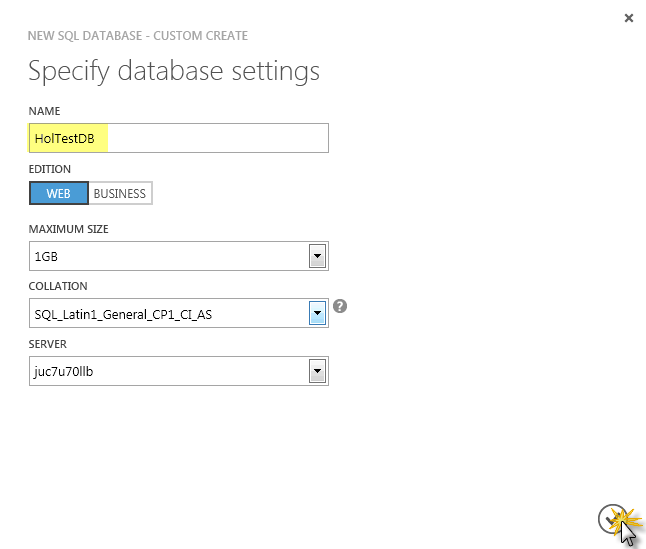 NEW SQL DATABASE - CUSTOM CREATE
Specify database settings
NAME
HolTestDB
EDITION
WEB BUSINESS
MAXIMUM SIZE
1GB
COLLATION
SQL_Latin1_General_CP1_CI_AS
SERVER
juc7u70llb